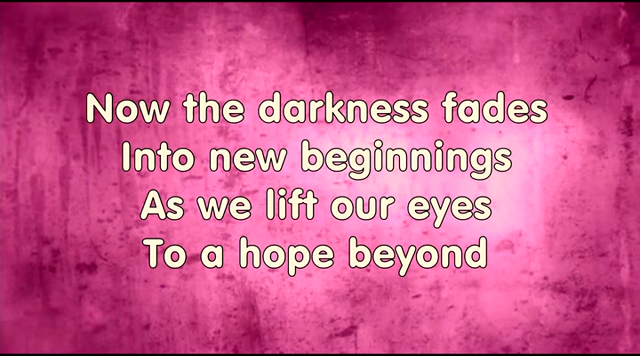 Now the darkness fades
Into new beginnings
As we lift our eyes
To a hope beyond